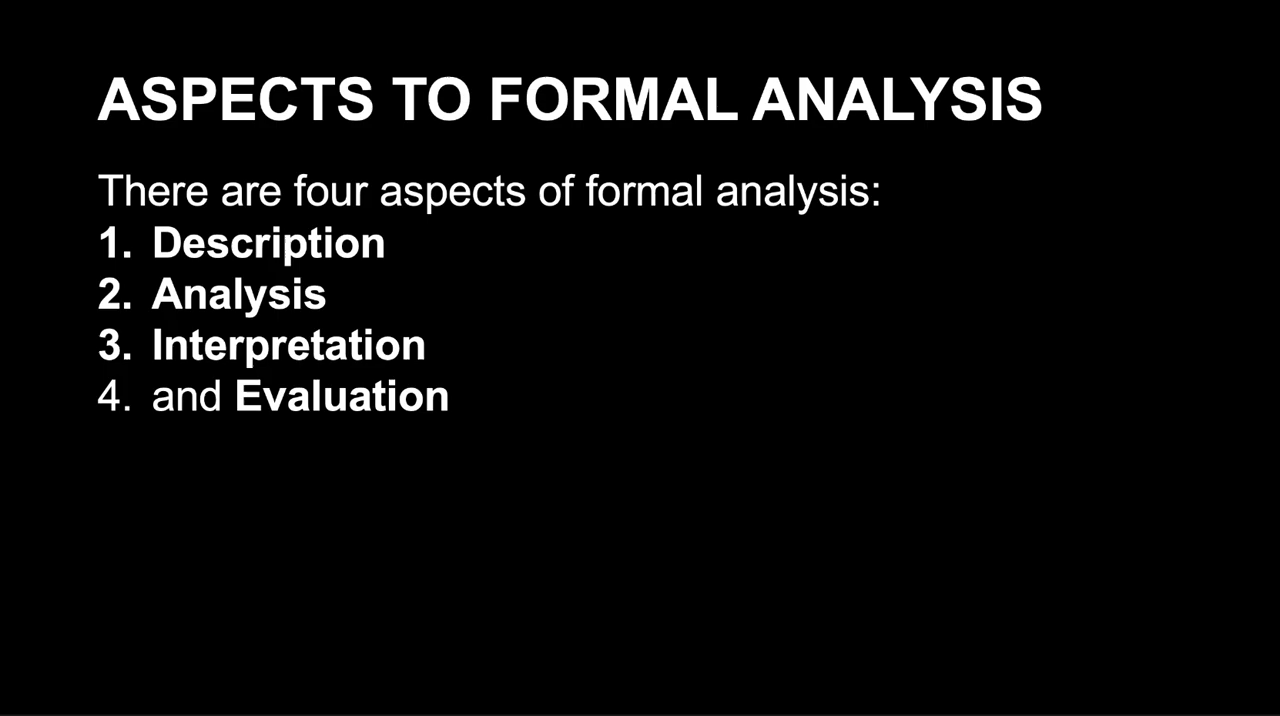 ASPECTS TO FORMAL ANALYSIS
There are four aspects of formal analysis:
1. Description
2. Analysis
3. Interpretation
4. and Evaluation